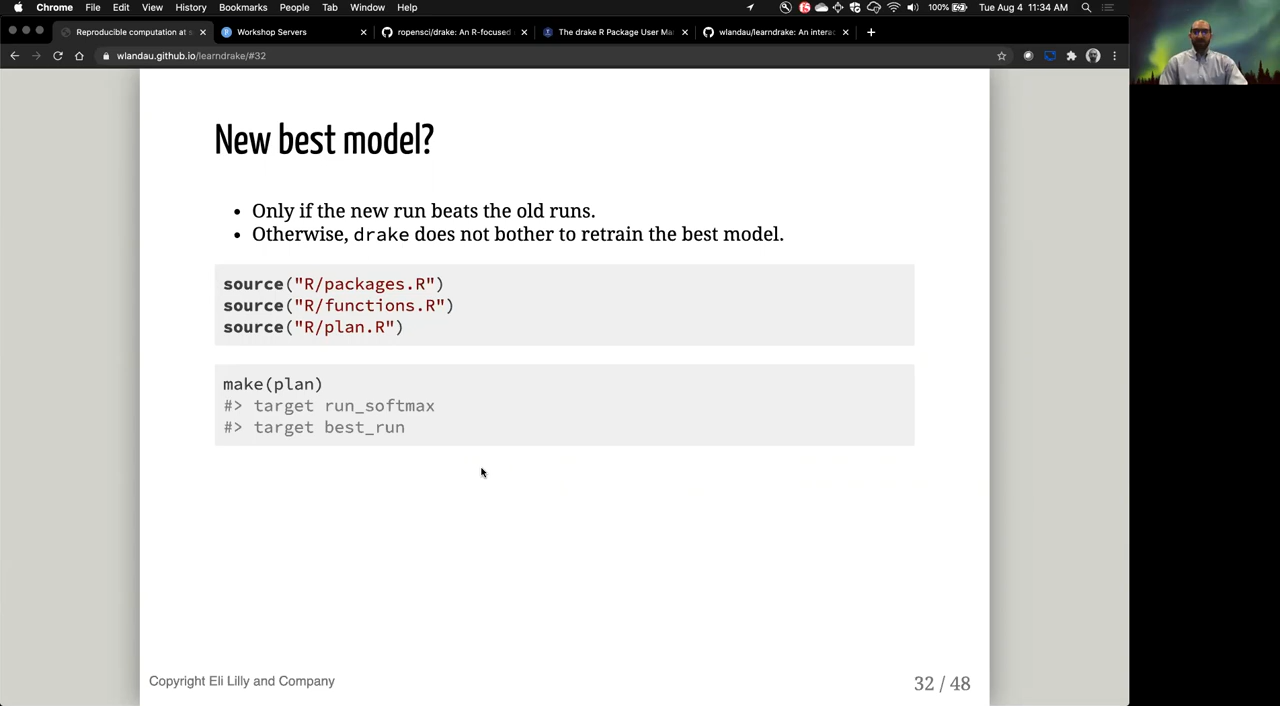 Chrome File Edit View History Bookmarks People Tab Window Help 100% Tue Aug 4 11:34 AM
Reproducible computation at s Workshop Servers ropensci/drake: An R-focused The drake R Package User Ma wlandau/learndrake: An intera
wlandau.github.io/learndrake/#32
New best model?
• Only if the new run beats the old runs.
• Otherwise, drake does not bother to retrain the best model.
source("R/packages.R")
source("R/functions.R")
source("R/plan.R")
make(plan)
#> target run_softmax
#> target best_run
Copyright Eli Lilly and Company
32 / 48